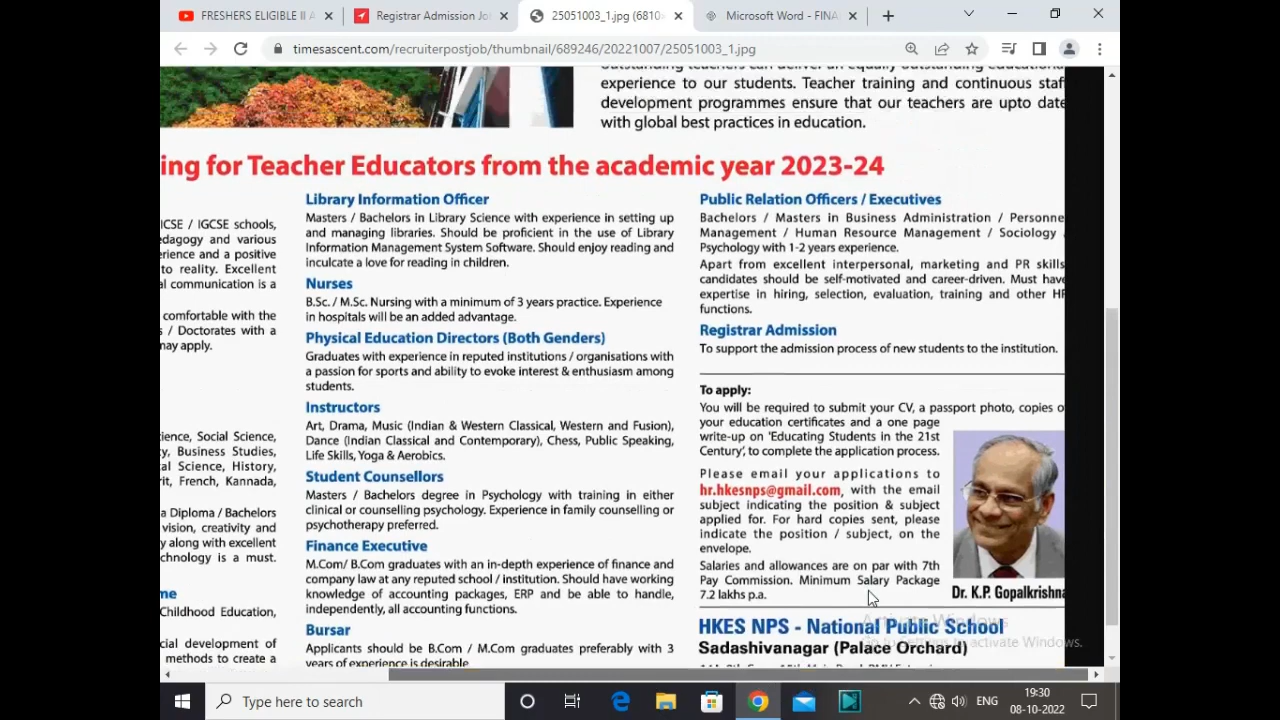 FRESHERS ELIGIBLE II A
Registrar Admission Jo
25051003_1.jpg (6810×
Microsoft Word - FINA
timesascent.com/recruiterpostjob/thumbnail/689246/20221007/25051003_1.jpg
Outstanding teachers can deliver an equally outstanding educationa
experience to our students. Teacher training and continuous staf
development programmes ensure that our teachers are upto date
with global best practices in education.
ing for Teacher Educators from the academic year 2023-24
ICSE / IGCSE schools,
edagogy and various
erience and a positive
to reality. Excellent
al communication is a
comfortable with the
s / Doctorates with a
may apply.
ience, Social Science,
y, Business Studies,
al Science, History,
rit, French, Kannada,
a Diploma / Bachelors
vision, creativity and
y along with excellent
chnology is a must.
me
Childhood Education,
cial development of
methods to create a
Library Information Officer
Masters / Bachelors in Library Science with experience in setting up
and managing libraries. Should be proficient in the use of Library
Information Management System Software. Should enjoy reading and
inculcate a love for reading in children.
Nurses
B.Sc. / M.Sc. Nursing with a minimum of 3 years practice. Experience
in hospitals will be an added advantage.
Physical Education Directors (Both Genders)
Graduates with experience in reputed institutions / organisations with
a passion for sports and ability to evoke interest & enthusiasm among
students.
Instructors
Art, Drama, Music (Indian & Western Classical, Western and Fusion),
Dance (Indian Classical and Contemporary), Chess, Public Speaking,
Life Skills, Yoga & Aerobics.
Student Counsellors
Masters / Bachelors degree in Psychology with training in either
clinical or counselling psychology. Experience in family counselling or
psychotherapy preferred.
Finance Executive
M.Com/ B.Com graduates with an in-depth experience of finance and
company law at any reputed school / institution. Should have working
knowledge of accounting packages, ERP and be able to handle,
independently, all accounting functions.
Bursar
Applicants should be B.Com / M.Com graduates preferably with 3
years of experience is desirable
Public Relation Officers / Executives
Bachelors / Masters in Business Administration / Personne
Management / Human Resource Management / Sociology /
Psychology with 1-2 years experience.
Apart from excellent interpersonal, marketing and PR skills
candidates should be self-motivated and career-driven. Must have
expertise in hiring, selection, evaluation, training and other HR
functions.
Registrar Admission
To support the admission process of new students to the institution.
To apply:
You will be required to submit your CV, a passport photo, copies o
your education certificates and a one page
write-up on 'Educating Students in the 21st
Century', to complete the application process.
Please email your applications to
hr.hkesnps@gmail.com, with the email
subject indicating the position & subject
applied for. For hard copies sent, please
indicate the position / subject, on the
envelope.
Salaries and allowances are on par with 7th
Pay Commission. Minimum Salary Package
7.2 lakhs p.a.
Dr. K.P. Gopalkrishna
HKES NPS - National Public School
Sadashivanagar (Palace Orchard)
Activate Windows
Go to Settings to activate Windows.
Type here to search
ENG
19:30
08-10-2022